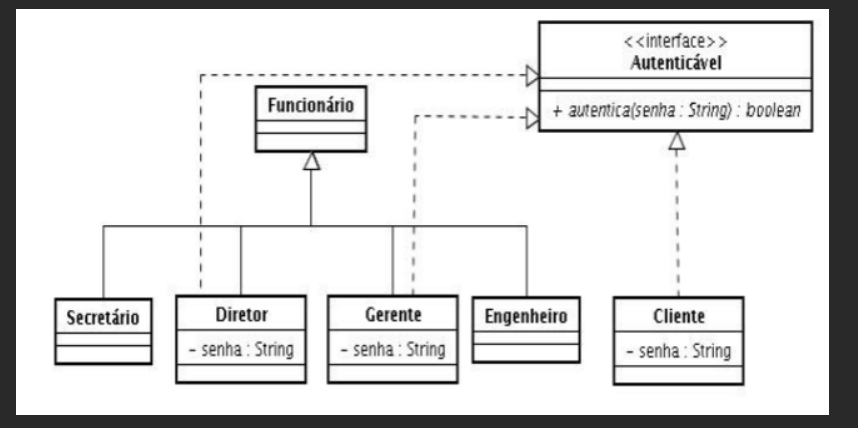 <<interface>>
Autenticável
+ autentica(senha : String) : boolean
Funcionário
Secretário
Diretor
- senha : String
Gerente
- senha : String
Engenheiro
Cliente
- senha : String